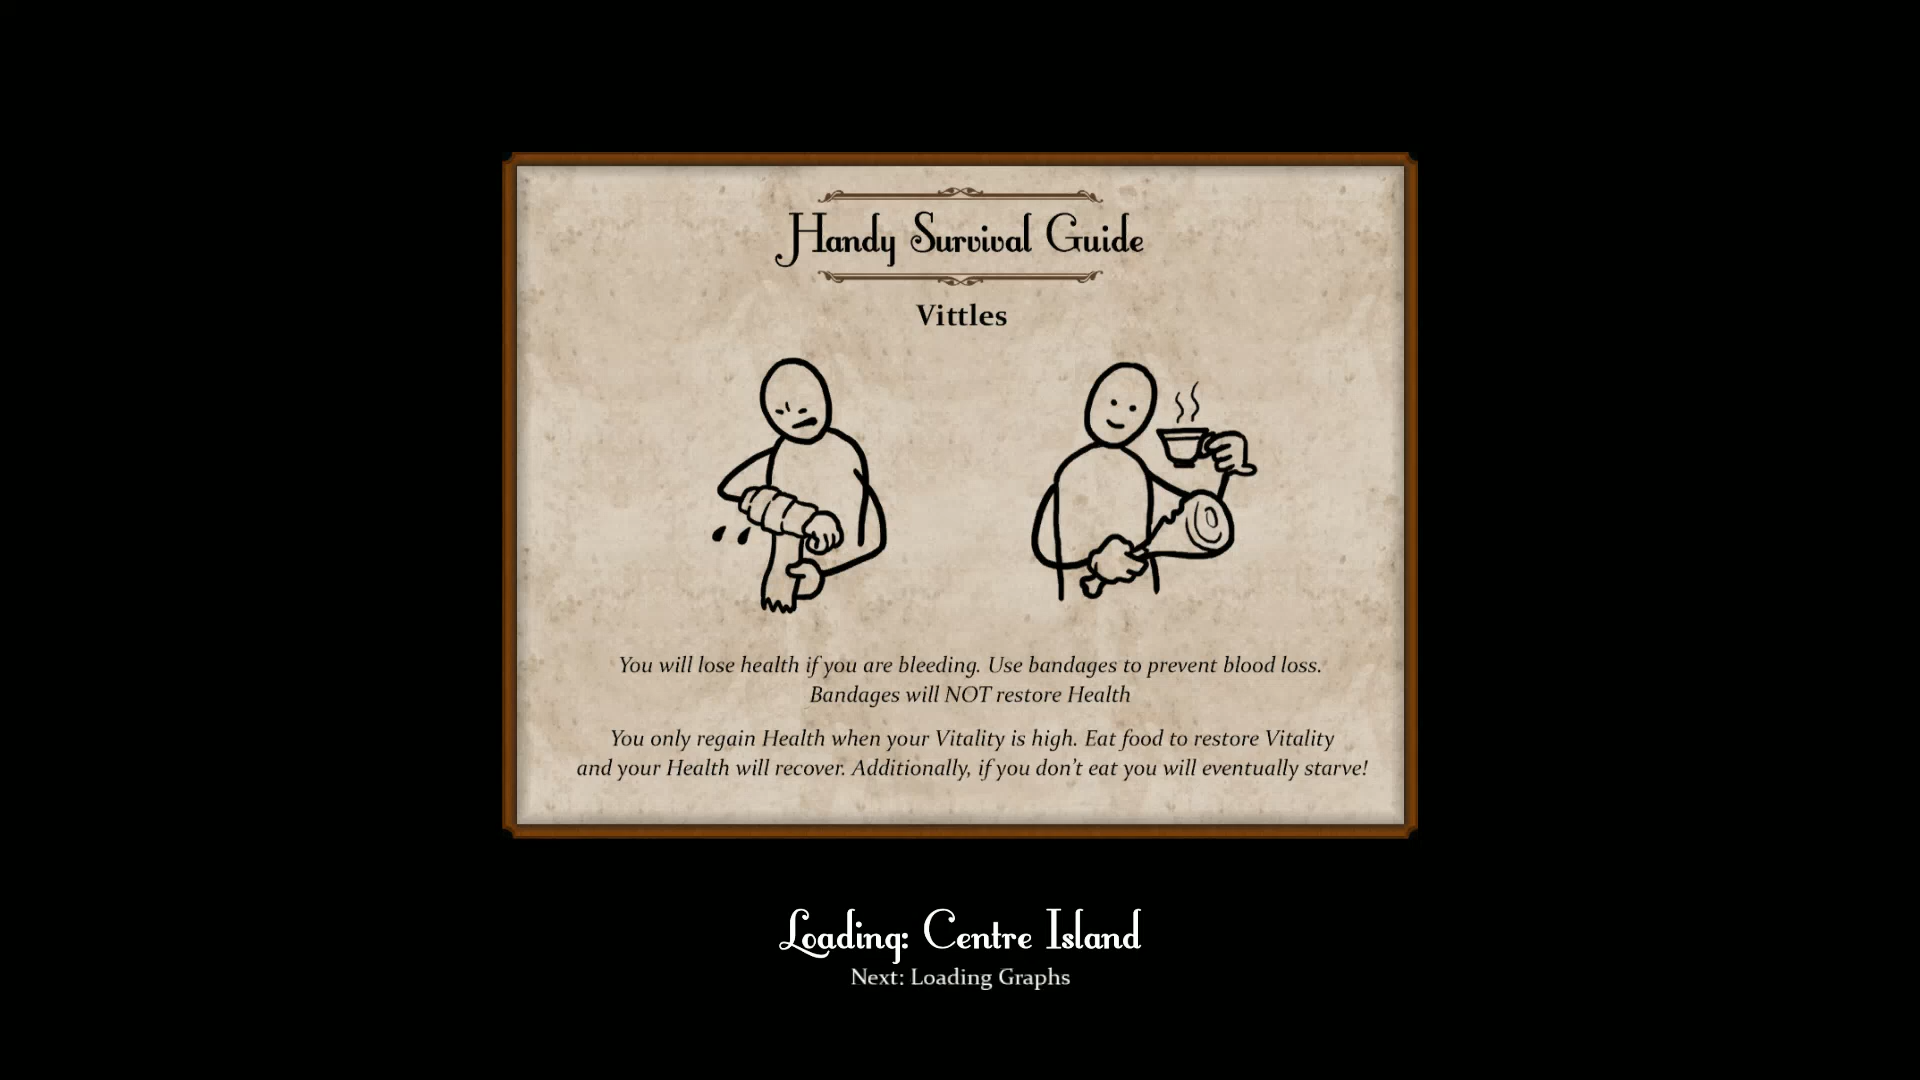 Handy Survival Guide
Vittles
You will lose health if you are bleeding. Use bandages to prevent blood loss.
Bandages will NOT restore Health
You only regain Health when your Vitality is high. Eat food to restore Vitality
and your Health will recover. Additionally, if you don't eat you will eventually starve!
Loading: Centre Island
Next: Loading Graphs